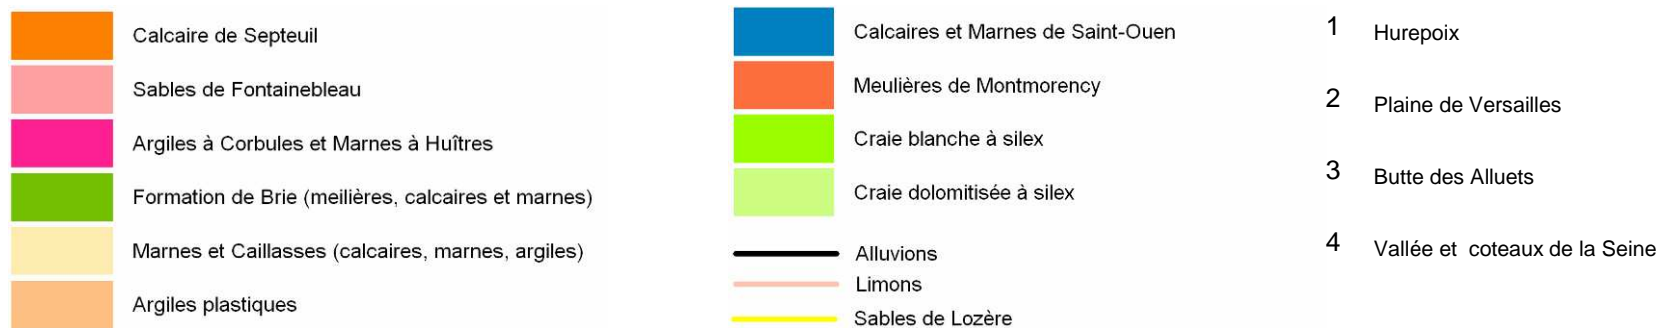 Calcaire de Septeuil
Sables de Fontainebleau
Argiles à Corbules et Marnes à Huîtres
Formation de Brie (meilières, calcaires et marnes)
Marnes et Caillasses (calcaires, marnes, argiles)
Argiles plastiques
Calcaires et Marnes de Saint-Ouen
Meulières de Montmorency
Craie blanche à silex
Craie dolomitisée à silex
Alluvions
Limons
Sables de Lozère
1 Hurepoix
2 Plaine de Versailles
3 Butte des Alluets
4 Vallée et coteaux de la Seine